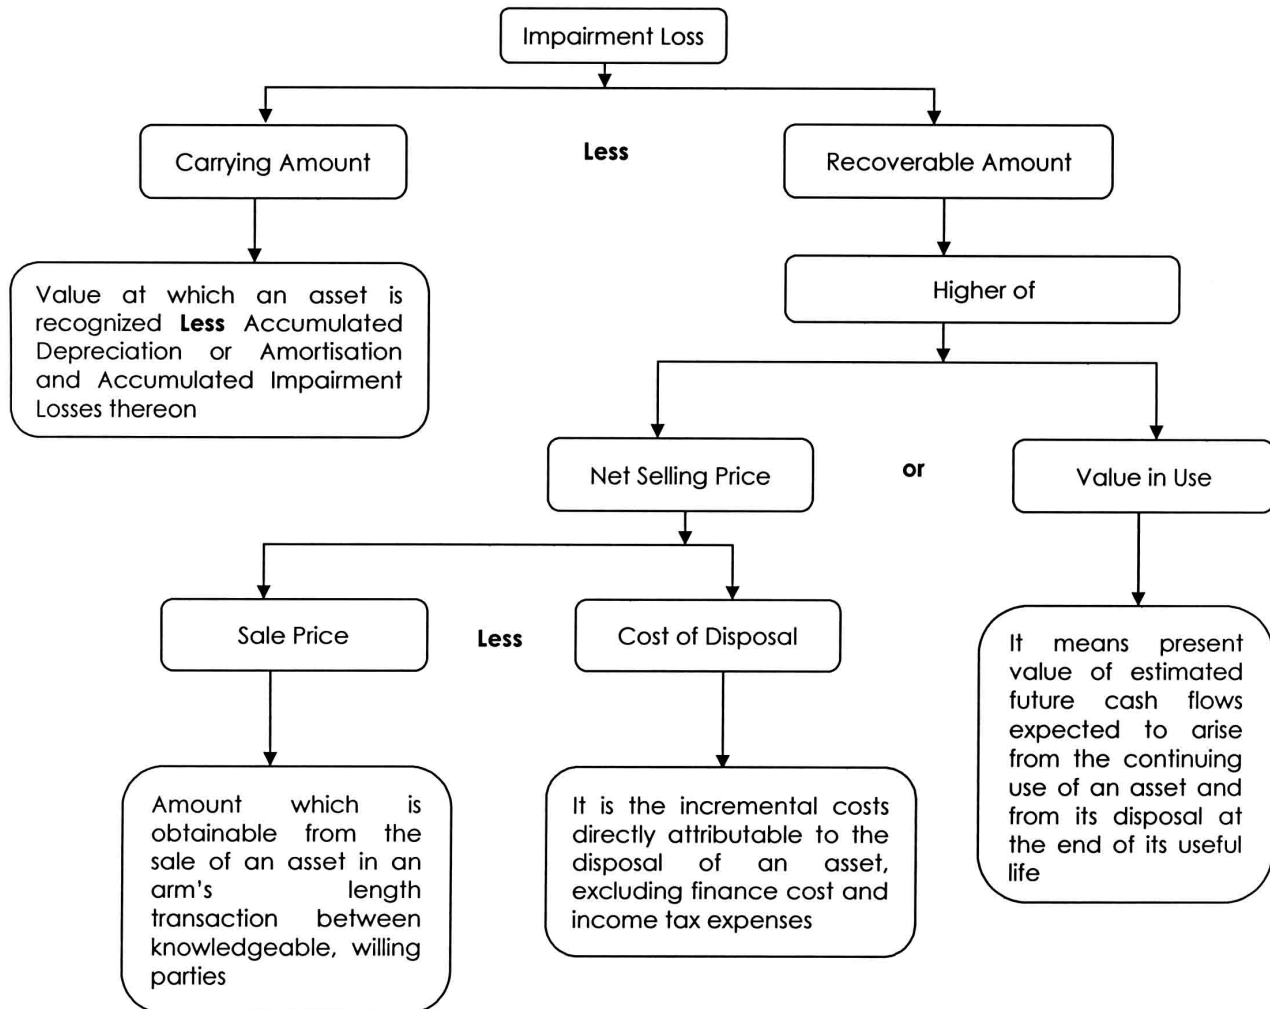 Impairment Loss
Carrying Amount
Less
Recoverable Amount
Value at which an asset is
recognized Less Accumulated
Depreciation or Amortisation
and Accumulated Impairment
Losses thereon
Higher of
Net Selling Price
or
Value in Use
Sale Price
Less
Cost of Disposal
It means present
value of estimated
future cash flows
expected to arise
from the continuing
use of an asset and
from its disposal at
the end of its useful
life
Amount which is
obtainable from the
sale of an asset in an
arm's length
transaction between
knowledgeable, willing
parties
It is the incremental costs
directly attributable to the
disposal of an asset,
excluding finance cost and
income tax expenses